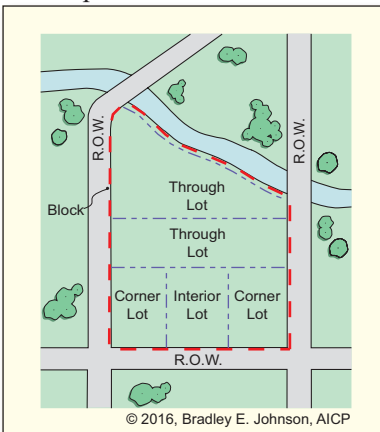 R.O.W.
R.O.W.
Through
Lot
Block
Through
Lot
Corner
Lot
Interior
Lot
Corner
Lot
R.O.W.
© 2016, Bradley E. Johnson, AICP